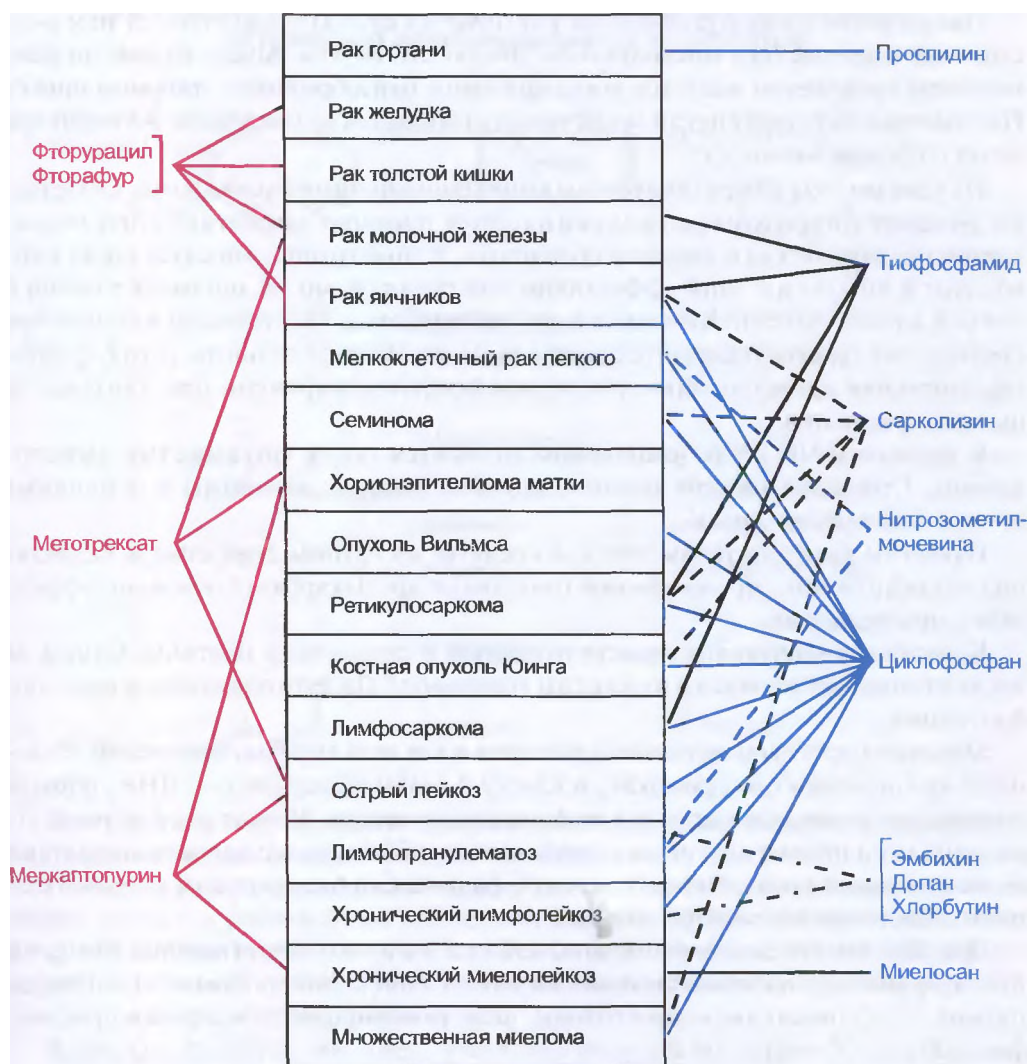 Рак гортани
Проспидин
Рак желудка
Фторурацил
Фторафур
Рак толстой кишки
Рак молочной железы
Тиофосфамид
Рак яичников
Мелкоклеточный рак легкого
Семинома
Сарколизин
Хорионэпителиома матки
Метотрексат
Опухоль Вильмса
Нитрозометил-
мочевина
Ретикулосаркома
Костная опухоль Юинга
Циклофосфан
Лимфосаркома
Острый лейкоз
Лимфогранулематоз
Меркаптопурин
Эмбихин
Допан
Хлорбутин
Хронический лимфолейкоз
Хронический миелолейкоз
Миелосан
Множественная миелома